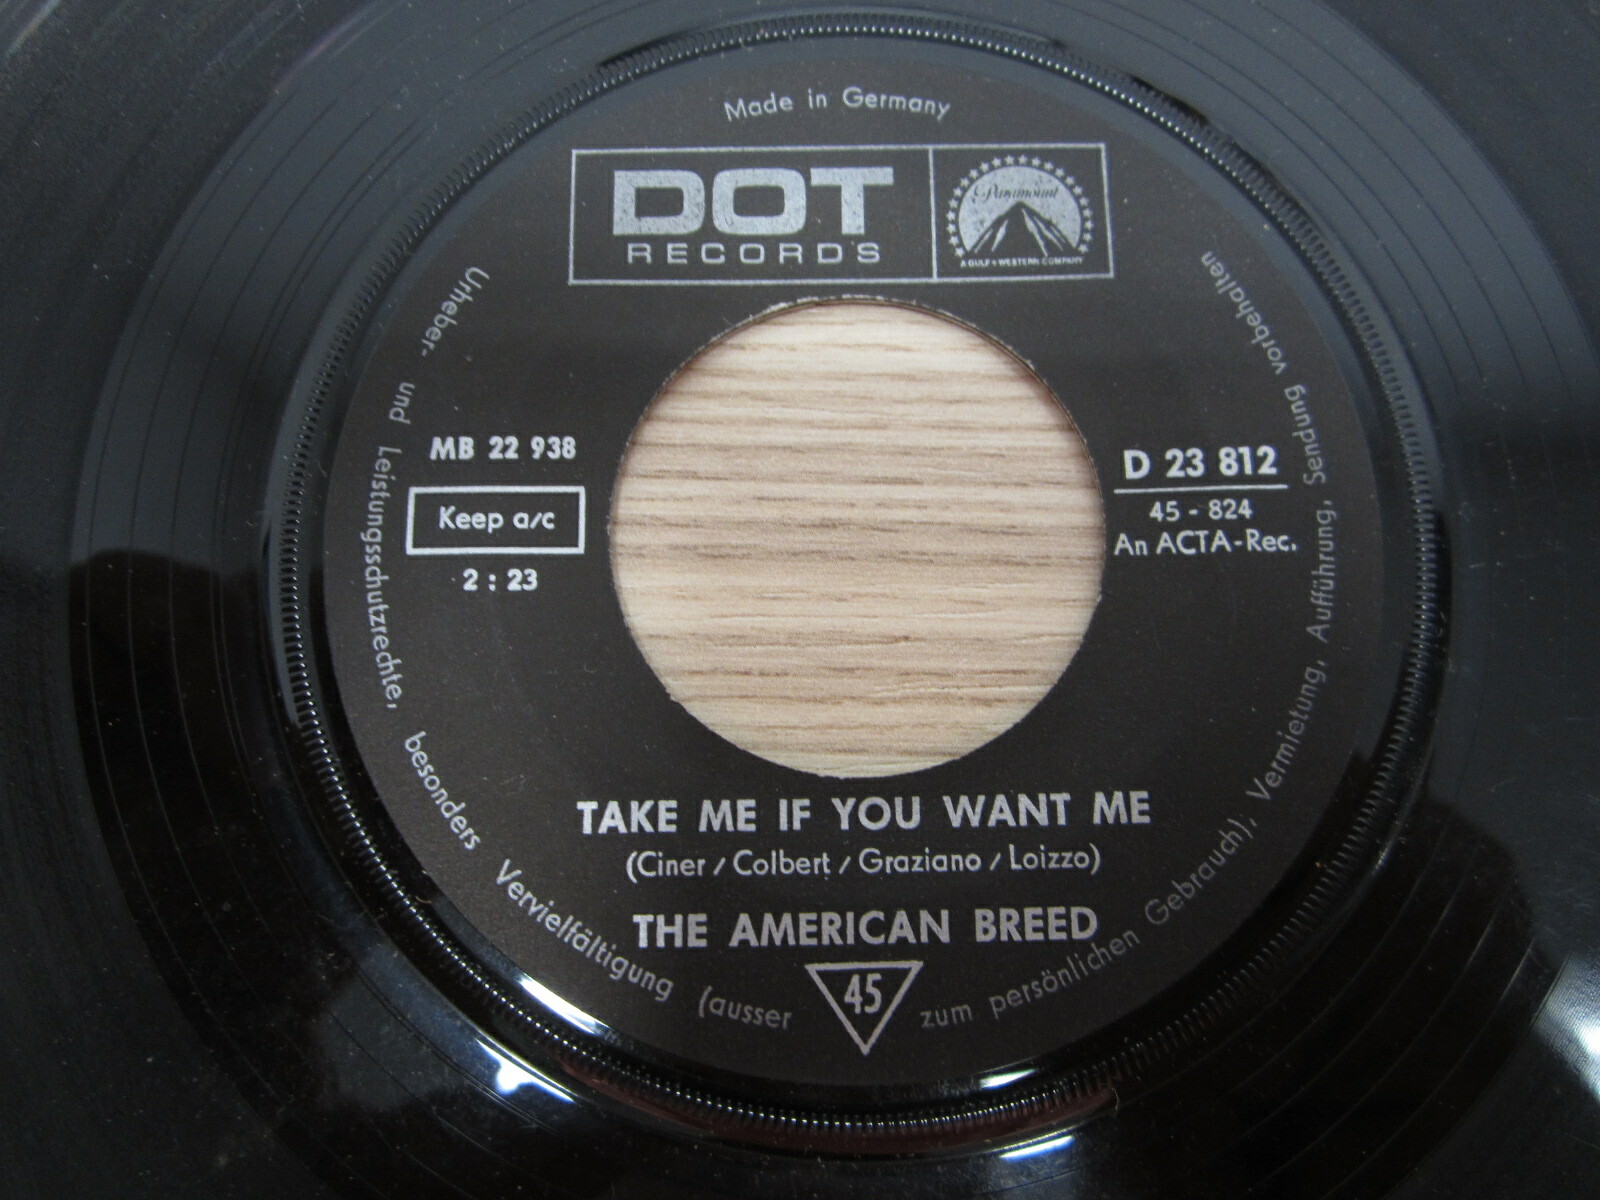 Made in Germany
DOT
RECORDS
Paramount
A GULF + WESTERN COMPANY
MB 22 938
Keep a/c
2 : 23
D 23 812
45 - 824
An ACTA-Rec.
TAKE ME IF YOU WANT ME
(Ciner / Colbert / Graziano / Loizzo)
THE AMERICAN BREED
45
Urheber- und Leistungsschutzrechte, besonders Vervielfältigung (ausser zum persönlichen Gebrauch), Vermietung, Aufführung, Sendung vorbehalten